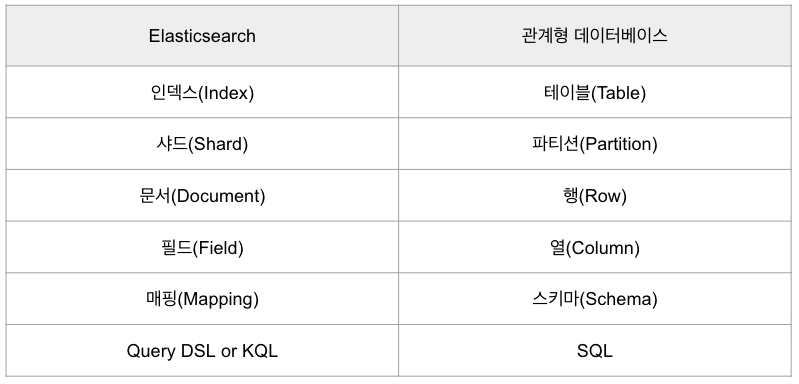 Elasticsearch 관계형 데이터베이스
인덱스(Index) 테이블(Table)
샤드(Shard) 파티션(Partition)
문서(Document) 행(Row)
필드(Field) 열(Column)
매핑(Mapping) 스키마(Schema)
Query DSL or KQL SQL